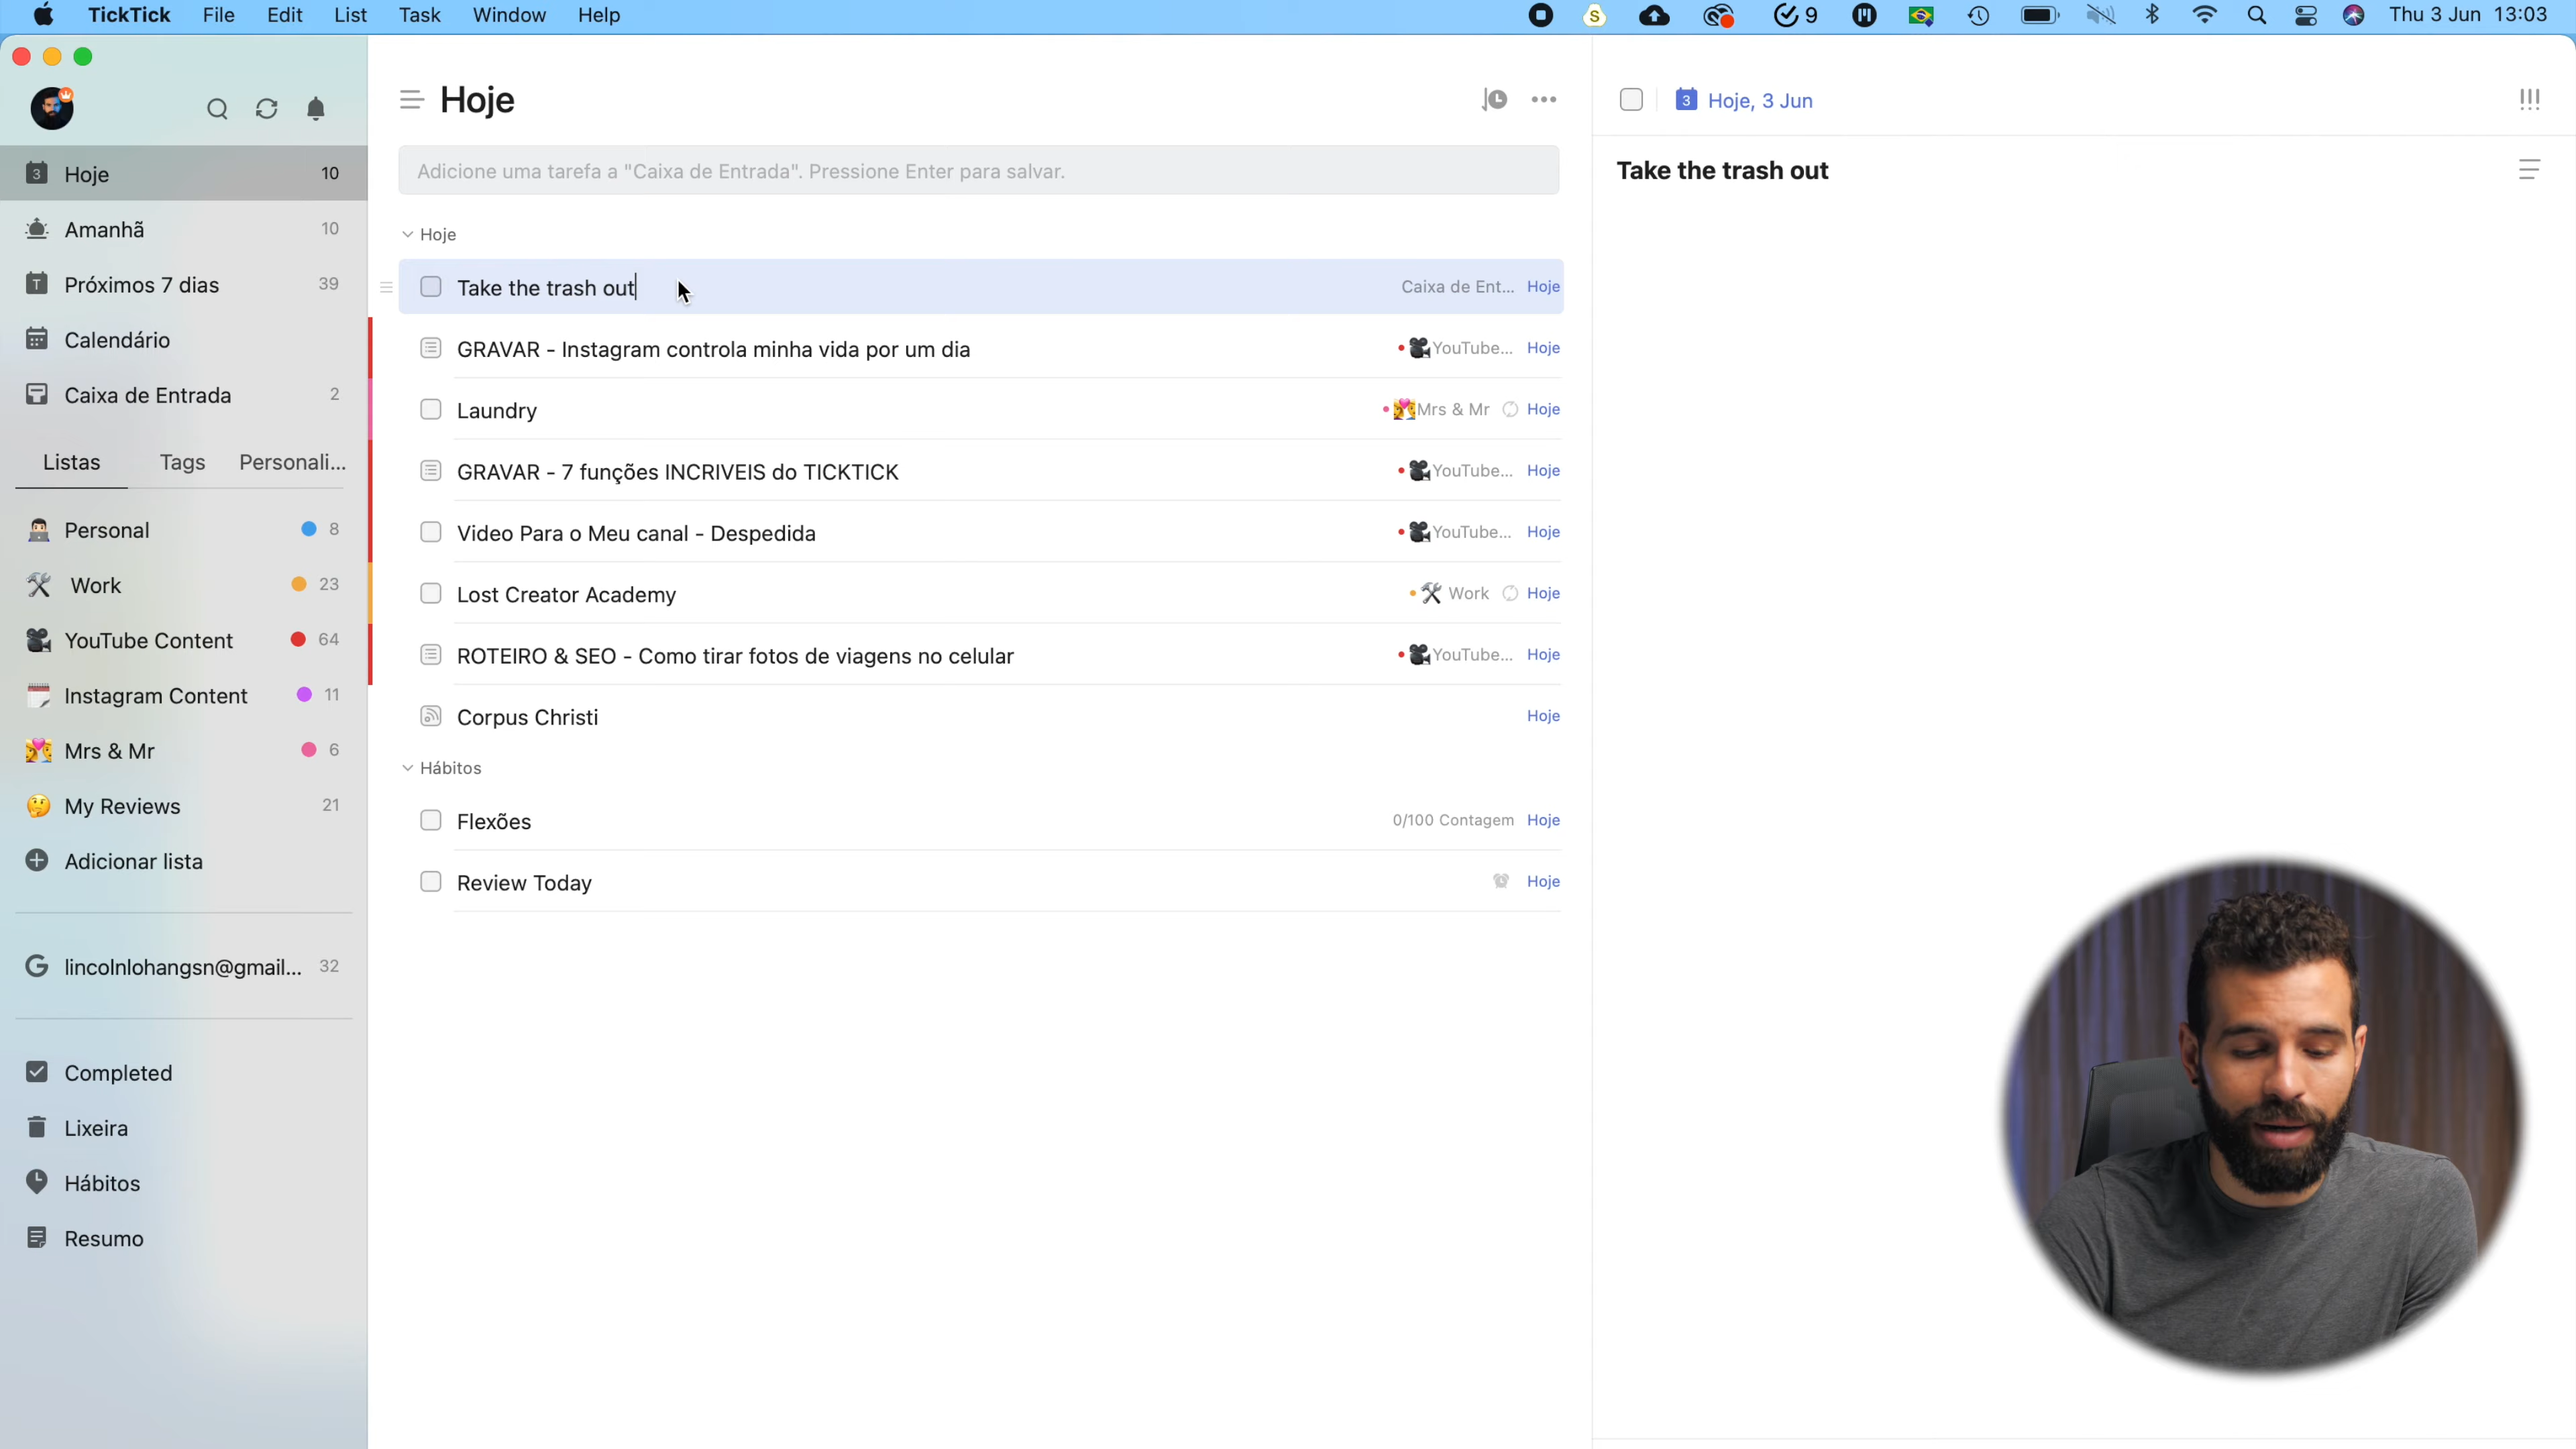 TickTick File Edit List Task Window Help S 9 Thu 3 Jun 13:03
Hoje 10
Amanhã 10
Próximos 7 dias 39
Calendário
Caixa de Entrada 2
Listas Tags Personali...
Personal 8
Work 23
YouTube Content 64
Instagram Content 11
Mrs & Mr 6
My Reviews 21
Adicionar lista
lincolnlohangsn@gmail... 32
Completed
Lixeira
Hábitos
Resumo
Hoje
Adicione uma tarefa a "Caixa de Entrada". Pressione Enter para salvar.
Hoje
Take the trash out Caixa de Ent... Hoje
GRAVAR - Instagram controla minha vida por um dia YouTube... Hoje
Laundry Mrs & Mr Hoje
GRAVAR - 7 funções INCRIVEIS do TICKTICK YouTube... Hoje
Video Para o Meu canal - Despedida YouTube... Hoje
Lost Creator Academy Work Hoje
ROTEIRO & SEO - Como tirar fotos de viagens no celular YouTube... Hoje
Corpus Christi Hoje
Hábitos
Flexões 0/100 Contagem Hoje
Review Today Hoje
3 Hoje, 3 Jun
Take the trash out